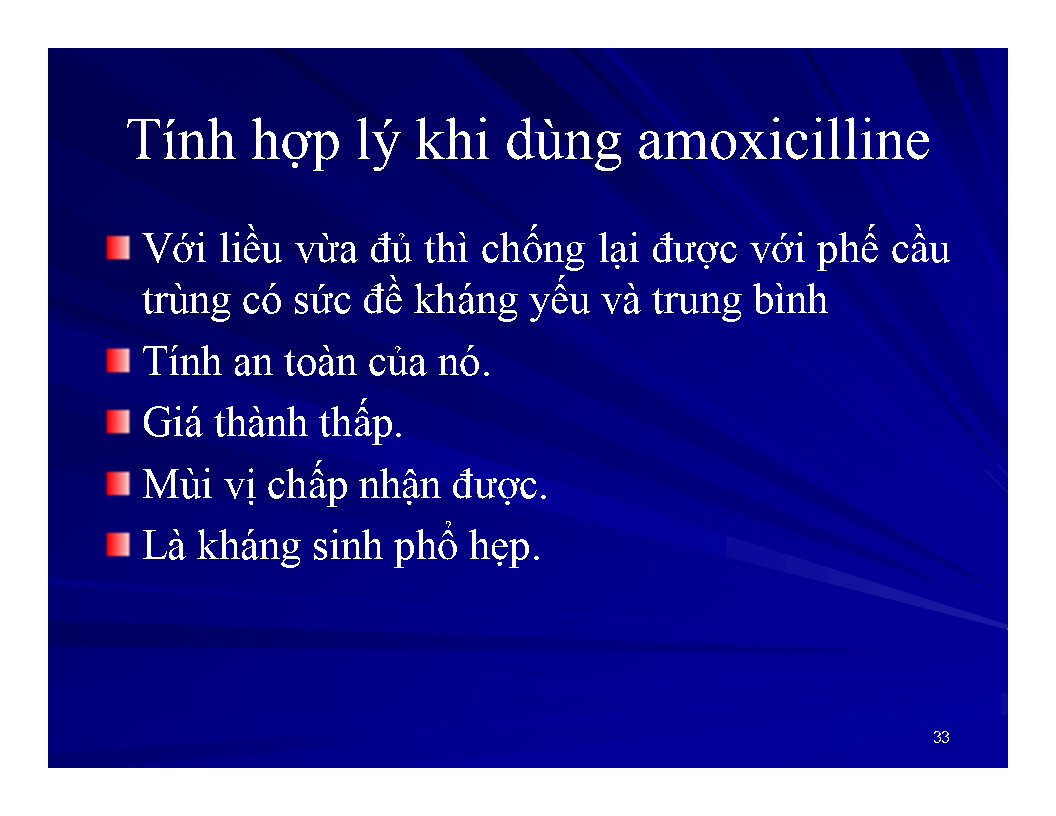 Tính hợp lý khi dùng amoxicilline
Với liều vừa đủ thì chống lại được với phế cầu
trùng có sức đề kháng yếu và trung bình
Tính an toàn của nó.
Giá thành thấp.
Mùi vị chấp nhận được.
Là kháng sinh phổ hẹp.
33